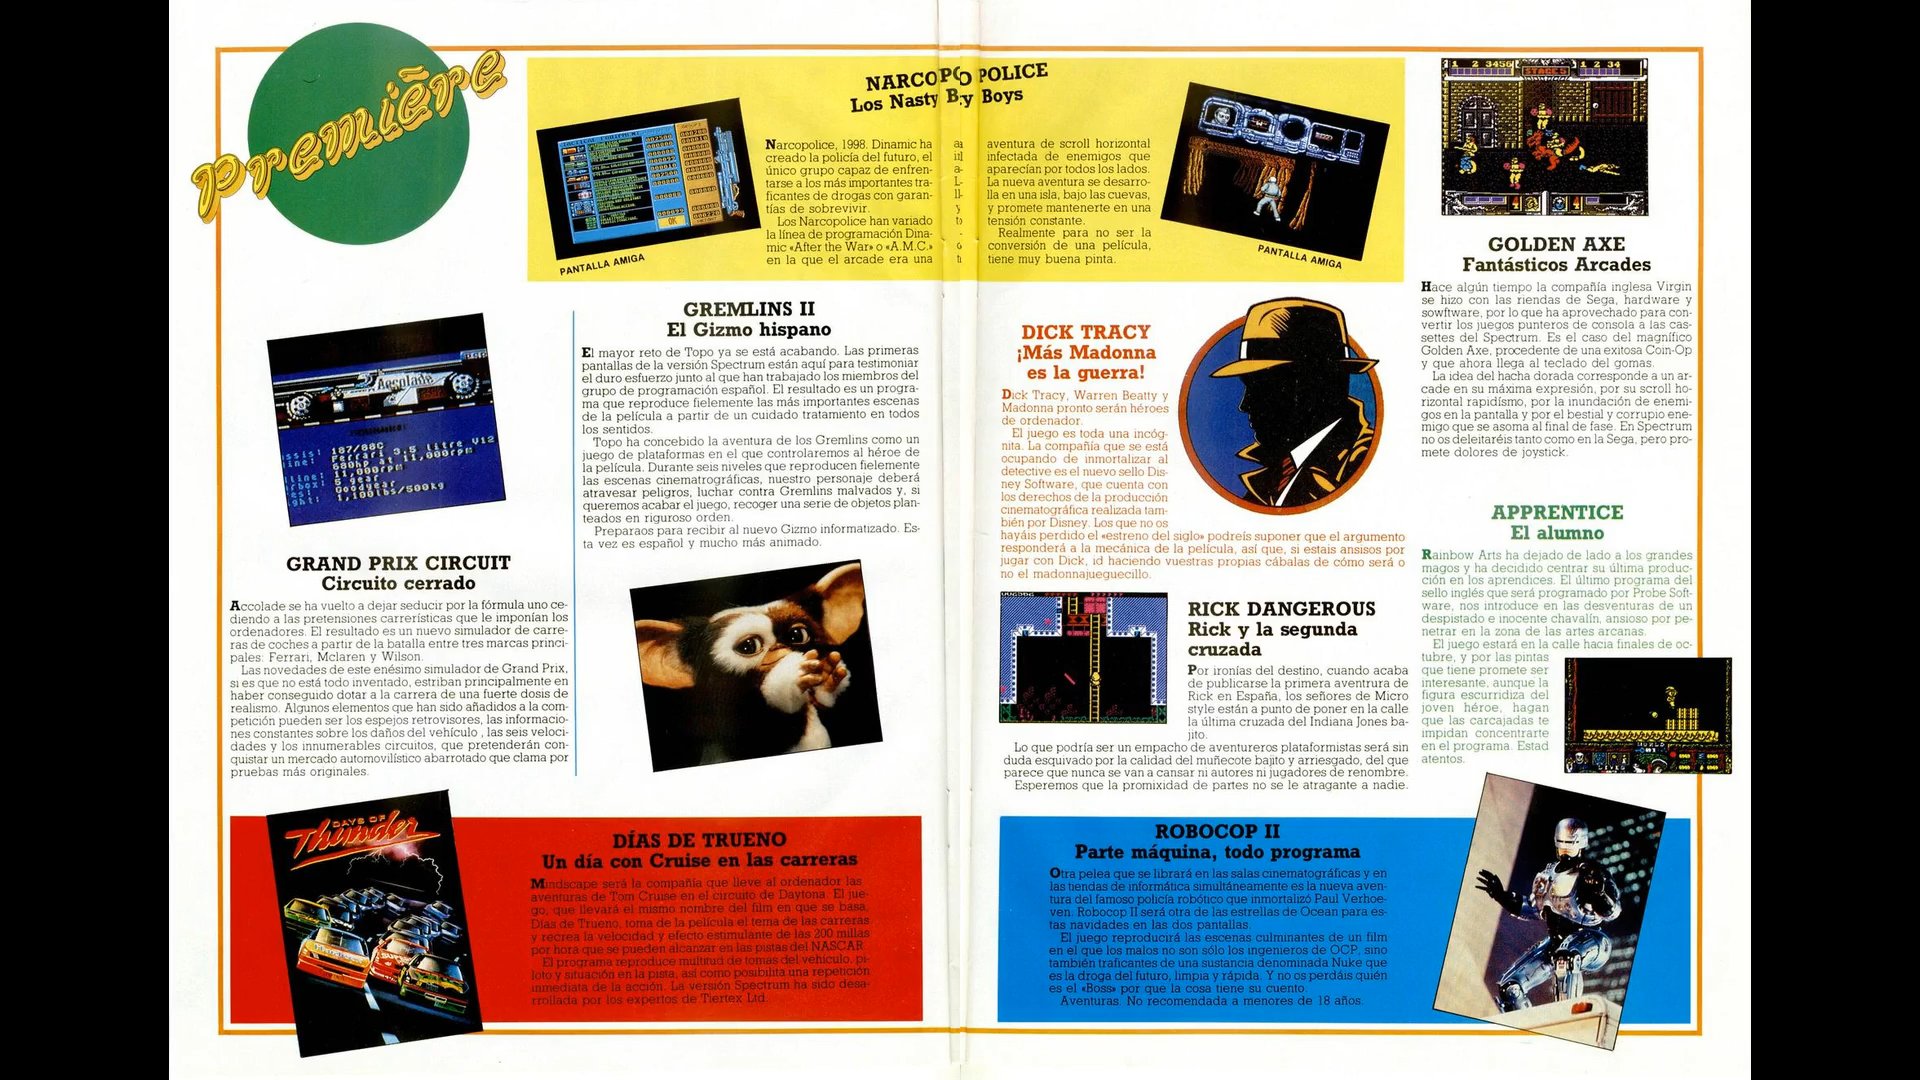 première
NARCOPO O POLICE
Los Nasty B y Boys
Narcopolice, 1998. Dinamic ha
creado la policía del futuro, el
único grupo capaz de enfren-
tarse a los más importantes tra-
ficantes de drogas con garan-
tías de sobrevivir.
Los Narcopolice han variado
la línea de programación Dina-
mic «After the War» o «A.M.C.»
en la que el arcade era una
aventura de scroll horizontal
infectada de enemigos que
aparecían por todos los lados.
La nueva aventura se desarro-
lla en una isla, bajo las cuevas,
y promete mantenerte en una
tensión constante.
Realmente para no ser la
conversión de una película,
tiene muy buena pinta.
PANTALLA AMIGA
PANTALLA AMIGA
Accolade
187/88C
Ferrari 3.5 litre V12
680hp at 11,000rpm
11,000rpm
5 gear
Goodyear
1,100lbs/500kg
GRAND PRIX CIRCUIT
Circuito cerrado
Accolade se ha vuelto a dejar seducir por la fórmula uno ce-
diendo a las pretensiones carrerísticas que le imponían los
ordenadores. El resultado es un nuevo simulador de carre-
ras de coches a partir de la batalla entre tres marcas princi-
pales: Ferrari, Mclaren y Wilson.
Las novedades de este enésimo simulador de Grand Prix,
si es que no está todo inventado, estriban principalmente en
haber conseguido dotar a la carrera de una fuerte dosis de
realismo. Algunos elementos que han sido añadidos a la com-
petición pueden ser los espejos retrovisores, las informacio-
nes constantes sobre los daños del vehículo , las seis veloci-
dades y los innumerables circuitos, que pretenderán con-
quistar un mercado automovilístico abarrotado que clama por
pruebas más originales.
GREMLINS II
El Gizmo hispano
El mayor reto de Topo ya se está acabando. Las primeras
pantallas de la versión Spectrum están aquí para testimoniar
el duro esfuerzo junto al que han trabajado los miembros del
grupo de programación español. El resultado es un progra-
ma que reproduce fielemente las más importantes escenas
de la película a partir de un cuidado tratamiento en todos
los sentidos.
Topo ha concebido la aventura de los Gremlins como un
juego de plataformas en el que controlaremos al héroe de
la película. Durante seis niveles que reproducen fielemente
las escenas cinematrográficas, nuestro personaje deberá
atravesar peligros, luchar contra Gremlins malvados y, si
queremos acabar el juego, recoger una serie de objetos plan-
teados en riguroso orden.
Preparaos para recibir al nuevo Gizmo informatizado. Es-
ta vez es español y mucho más animado.
DAYS OF
Thunder
DÍAS DE TRUENO
Un día con Cruise en las carreras
Mindscape será la compañía que lleve al ordenador las
aventuras de Tom Cruise en el circuito de Daytona. El jue-
go, que llevará el mismo nombre del film en que se basa,
Días de Trueno, toma de la película el tema de las carreras
y recrea la velocidad y efecto estimulante de las 200 millas
por hora que se pueden alcanzar en las pistas del NASCAR.
El programa reproduce multitud de tomas del vehículo, pi-
loto y situación en la pista, así como posibilita una repetición
inmediata de la acción. La versión Spectrum ha sido desa-
rrollada por los expertos de Tiertex Ltd.
DICK TRACY
¡Más Madonna
es la guerra!
Dick Tracy, Warren Beatty y
Madonna pronto serán héroes
de ordenador.
El juego es toda una incóg-
nita. La compañía que se está
ocupando de inmortalizar al
detective es el nuevo sello Dis-
ney Software, que cuenta con
los derechos de la producción
cinematográfica realizada tam-
bién por Disney. Los que no os
hayáis perdido el «estreno del siglo» podreís suponer que el argumento
responderá a la mecánica de la película, así que, si estais ansisos por
jugar con Dick, id haciendo vuestras propias cábalas de cómo será o
no el madonnajueguecillo.
RICK DANGEROUS
Rick y la segunda
cruzada
Por ironías del destino, cuando acaba
de publicarse la primera aventrura de
Rick en España, los señores de Micro
style están a punto de poner en la calle
la última cruzada del Indiana Jones ba-
jito.
Lo que podría ser un empacho de aventureros plataformistas será sin
duda esquivado por la calidad del muñecote bajito y arriesgado, del que
parece que nunca se van a cansar ni autores ni jugadores de renombre.
Esperemos que la promixidad de partes no se le atragante a nadie.
ROBOCOP II
Parte máquina, todo programa
Otra pelea que se librará en las salas cinematográficas y en
las tiendas de informática simultáneamente es la nueva aven-
tura del famoso policía robótico que inmortalizó Paul Verhoe-
ven. Robocop II será otra de las estrellas de Ocean para es-
tas navidades en las dos pantallas.
El juego reproducirá las escenas culminantes de un film
en el que los malos no son sólo los ingenieros de OCP, sino
también traficantes de una sustancia denominada Nuke que
es la droga del futuro, limpia y rápida. Y no os perdáis quién
es el «Boss» por que la cosa tiene su cuento.
Aventuras. No recomendada a menores de 18 años.
1 2 3456 STAGE 5 1 2 34
GOLDEN AXE
Fantásticos Arcades
Hace algún tiempo la compañía inglesa Virgin
se hizo con las riendas de Sega, hardware y
sowftware, por lo que ha aprovechado para con-
vertir los juegos punteros de consola a las cas-
settes del Spectrum. Es el caso del magnífico
Golden Axe, procedente de una exitosa Coin-Op
y que ahora llega al teclado del gomas.
La idea del hacha dorada corresponde a un ar-
cade en su máxima expresión, por su scroll ho-
rizontal rapidísmo, por la inundación de enemi-
gos en la pantalla y por el bestial y corrupio ene-
migo que se asoma al final de fase. En Spectrum
no os deleitaréis tanto como en la Sega, pero pro-
mete dolores de joystick.
APPRENTICE
El alumno
Rainbow Arts ha dejado de lado a los grandes
magos y ha decidido centrar su última produc-
ción en los aprendices. El último programa del
sello inglés que será programado por Probe Soft-
ware, nos introduce en las desventuras de un
despistado e inocente chavalín, ansioso por pe-
netrar en la zona de las artes arcanas.
El juego estará en la calle hacia finales de oc-
tubre, y por las pintas
que tiene promete ser
interesante, aunque la
figura escurridiza del
joven héroe, hagan
que las carcajadas te
impidan concentrarte
en el programa. Estad
atentos.